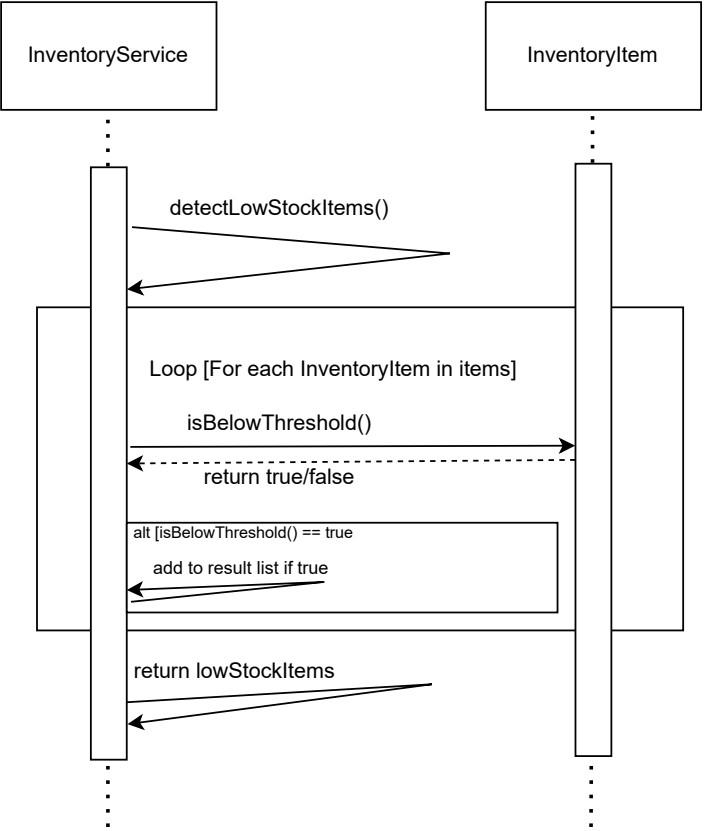 InventoryService
InventoryItem
detectLowStockItems()
Loop [For each InventoryItem in items]
isBelowThreshold()
return true/false
alt [isBelowThreshold() == true
add to result list if true
return lowStockItems